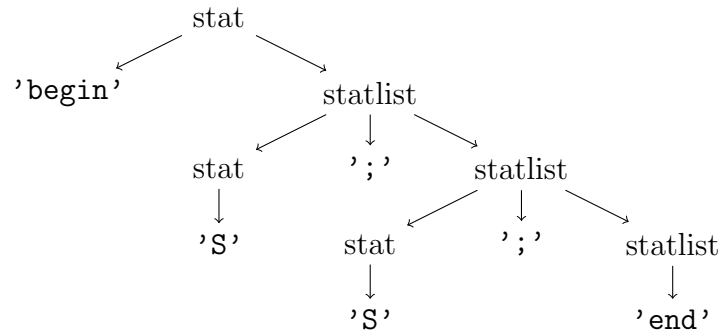 stat
’begin’ statlist
stat ’;’ statlist
’S’ stat ’;’ statlist
’S’ ’end’